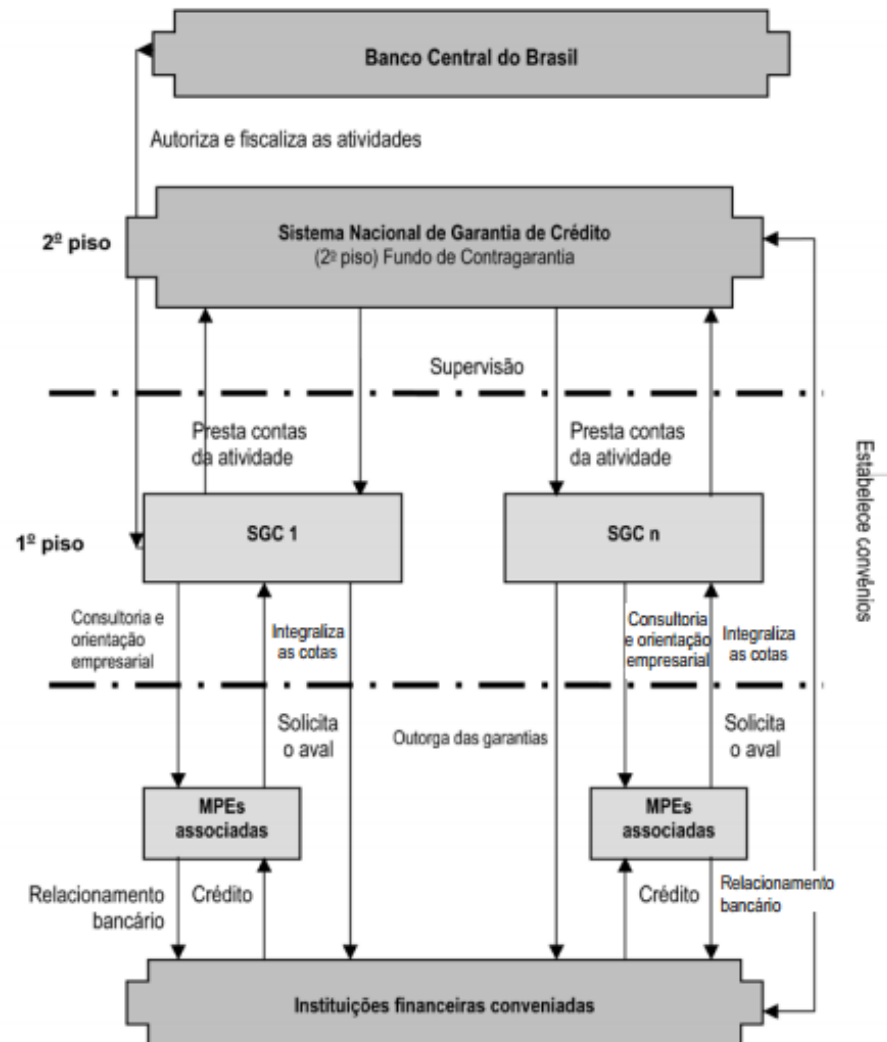 Banco Central do Brasil
Autoriza e fiscaliza as atividades
2º piso
Sistema Nacional de Garantia de Crédito
(2º piso) Fundo de Contragarantia
Supervisão
Presta contas
da atividade
Presta contas
da atividade
Estabelece convênios
1º piso
SGC 1
SGC n
Consultoria e
orientação
empresarial
Integraliza
as cotas
Consultoria
e orientação
empresarial
Integraliza
as cotas
Solicita
o aval
Outorga das garantias
Solicita
o aval
MPEs
associadas
MPEs
associadas
Relacionamento
bancário
Crédito
Crédito
Relacionamento
bancário
Instituições financeiras conveniadas